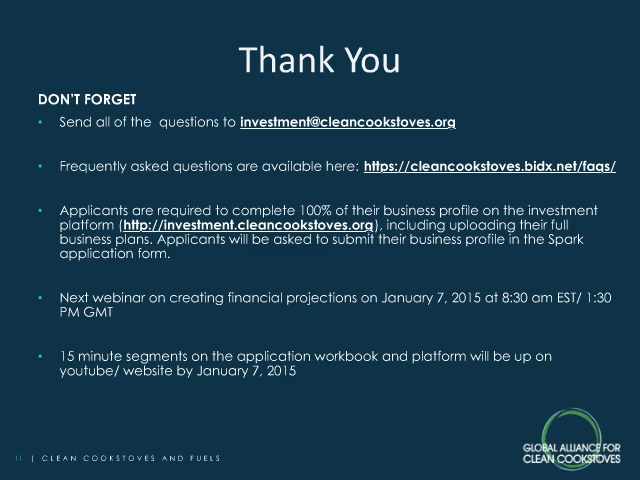 Thank You
DON'T FORGET
• Send all of the questions to investment@cleancookstoves.org
• Frequently asked questions are available here: https://cleancookstoves.bidx.net/faqs/
• Applicants are required to complete 100% of their business profile on the investment
platform (http://investment.cleancookstoves.org), including uploading their full
business plans. Applicants will be asked to submit their business profile in the Spark
application form.
• Next webinar on creating financial projections on January 7, 2015 at 8:30 am EST/ 1:30
PM GMT
• 15 minute segments on the application workbook and platform will be up on
youtube/ website by January 7, 2015
11 | CLEAN COOKSTOVES AND FUELS
GLOBAL ALLIANCE FOR
CLEAN COOKSTOVES